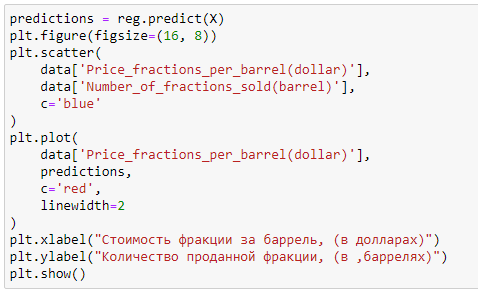 predictions = reg.predict(X)
plt.figure(figsize=(16, 8))
plt.scatter(
    data['Price_fractions_per_barrel(dollar)'],
    data['Number_of_fractions_sold(barrel)'],
    c='blue'
)
plt.plot(
    data['Price_fractions_per_barrel(dollar)'],
    predictions,
    c='red',
    linewidth=2
)
plt.xlabel("Стоимость фракции за баррель, (в долларах)")
plt.ylabel("Количество проданной фракции, (в ,баррелях)")
plt.show()